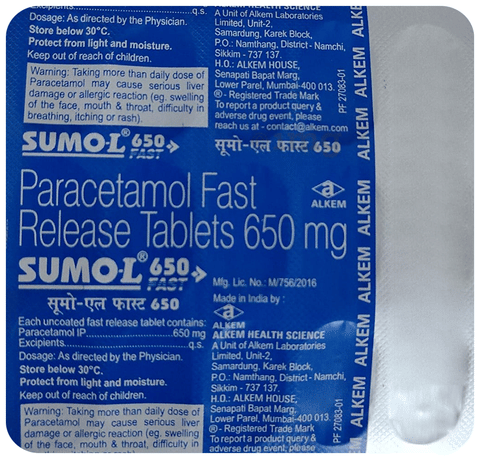 Excipients........................q.s.
Dosage: As directed by the Physician.
Store below 30°C.
Protect from light and moisture.
Keep out of reach of children.
Warning: Taking more than daily dose of
Paracetamol may cause serious liver
damage or allergic reaction (eg. swelling
of the face, mouth & throat, difficulty in
breathing, itching or rash).
ALKEM HEALTH SCIENCE
A Unit of Alkem Laboratories
Limited, Unit-2,
Samardung, Karek Block,
P.O.: Namthang, District - Namchi,
Sikkim - 737 137.
H.O.: ALKEM HOUSE,
Senapati Bapat Marg,
Lower Parel, Mumbai-400 013.
® - Registered Trade Mark
To report a product query &
adverse drug event, please
reach us at - contact@alkem.com
PF 27083-01
SUMO-L® 650
FAST
सूमो-एल फास्ट 650
Paracetamol Fast
Release Tablets 650 mg
a
ALKEM
SUMO-L® 650
FAST
सूमो-एल फास्ट 650
Mfg. Lic. No.: M/756/2016
Made in India by :
a
ALKEM
Each uncoated fast release tablet contains:
Paracetamol IP........................650 mg
Excipients........................q.s.
Dosage: As directed by the Physician.
Store below 30°C.
Protect from light and moisture.
Keep out of reach of children.
Warning: Taking more than daily dose of
Paracetamol may cause serious liver
damage or allergic reaction (eg. swelling
of the face, mouth & throat, difficulty in
ALKEM HEALTH SCIENCE
A Unit of Alkem Laboratories
Limited, Unit-2,
Samardung, Karek Block,
P.O.: Namthang, District - Namchi,
Sikkim - 737 137.
H.O.: ALKEM HOUSE,
Senapati Bapat Marg,
Lower Parel, Mumbai-400 013.
® - Registered Trade Mark
To report a product query &
adverse drug event, please
PF 27083-01
ALKEM ALKEM ALKEM ALKEM ALKEM ALKEM ALKEM